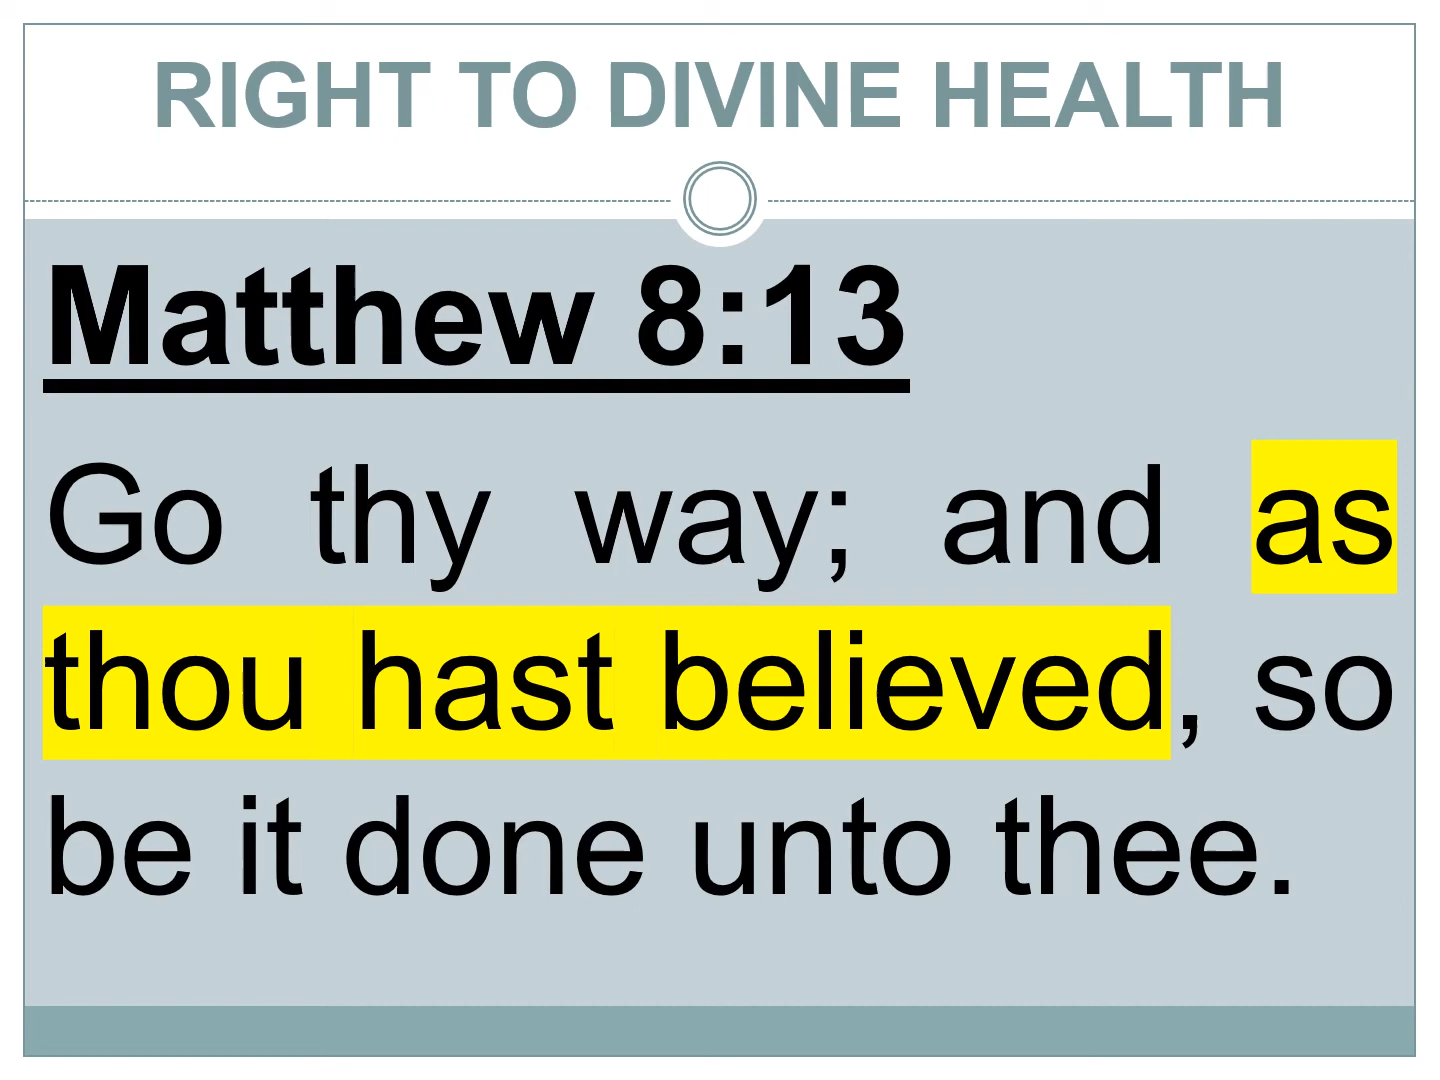 RIGHT TO DIVINE HEALTH
Matthew 8:13
Go thy way; and as
thou hast believed, so
be it done unto thee.